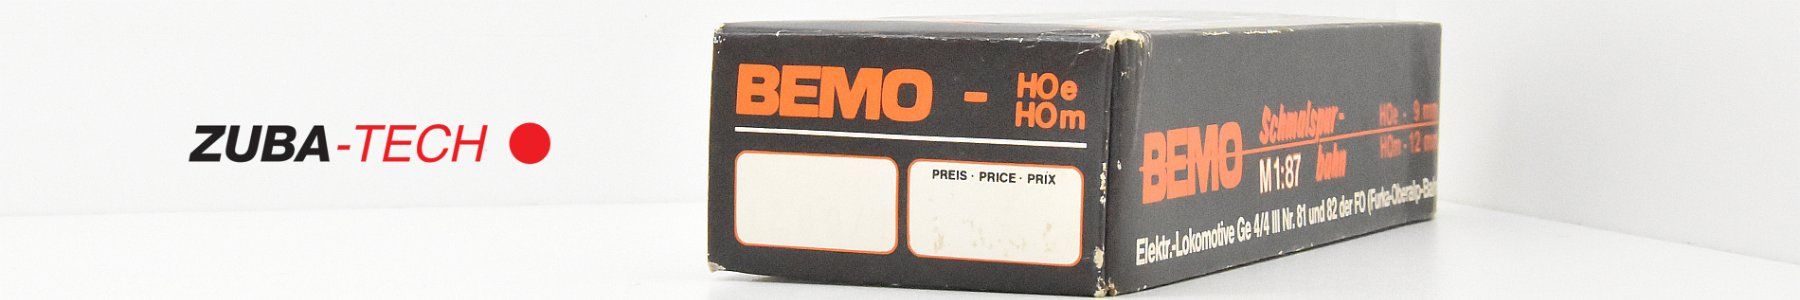 ZUBA-TECH
BEMO - HOe
HOm
PREIS · PRICE · PRIX
BEMO Schmalspur-
bahn
M 1:87
HOe - 9 mm
HOm - 12 mm
Elektr.-Lokomotive Ge 4/4 III Nr. 81 und 82 der FO (Furka-Oberalp-Bahn